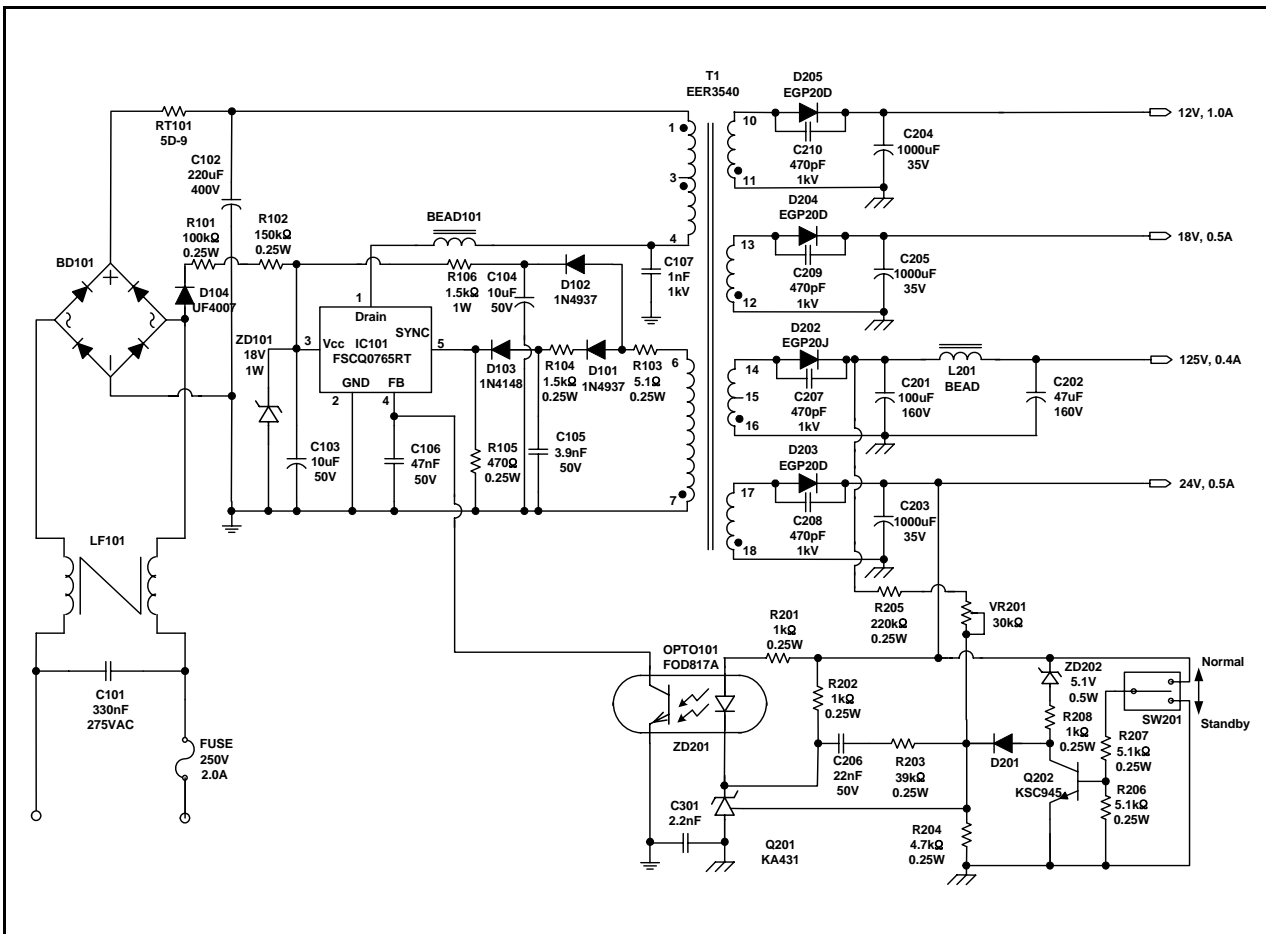 T1
EER3540
D205
EGP20D
12V, 1.0A
RT101
5D-9
C102
220uF
400V
1
3
4
10
11
C210
470pF
1kV
C204
1000uF
35V
R101
100kΩ
0.25W
R102
150kΩ
0.25W
BEAD101
D204
EGP20D
18V, 0.5A
BD101
D104
UF4007
R106
1.5kΩ
1W
C104
10uF
50V
D102
1N4937
C107
1nF
1kV
13
12
C209
470pF
1kV
C205
1000uF
35V
ZD101
18V
1W
1
Drain
SYNC
3
Vcc
IC101
FSCQ0765RT
5
GND
FB
2
4
D103
1N4148
R104
1.5kΩ
0.25W
D101
1N4937
R103
5.1Ω
0.25W
6
7
D202
EGP20J
14
15
16
C207
470pF
1kV
C201
100uF
160V
L201
BEAD
C202
47uF
160V
125V, 0.4A
C103
10uF
50V
C106
47nF
50V
R105
470Ω
0.25W
C105
3.9nF
50V
D203
EGP20D
17
18
C208
470pF
1kV
C203
1000uF
35V
24V, 0.5A
LF101
R205
220kΩ
0.25W
VR201
30kΩ
C101
330nF
275VAC
FUSE
250V
2.0A
OPTO101
FOD817A
R201
1kΩ
0.25W
R202
1kΩ
0.25W
ZD202
5.1V
0.5W
R208
1kΩ
0.25W
Normal
SW201
Standby
ZD201
C206
22nF
50V
R203
39kΩ
0.25W
D201
Q202
KSC945
R207
5.1kΩ
0.25W
R206
5.1kΩ
0.25W
C301
2.2nF
Q201
KA431
R204
4.7kΩ
0.25W